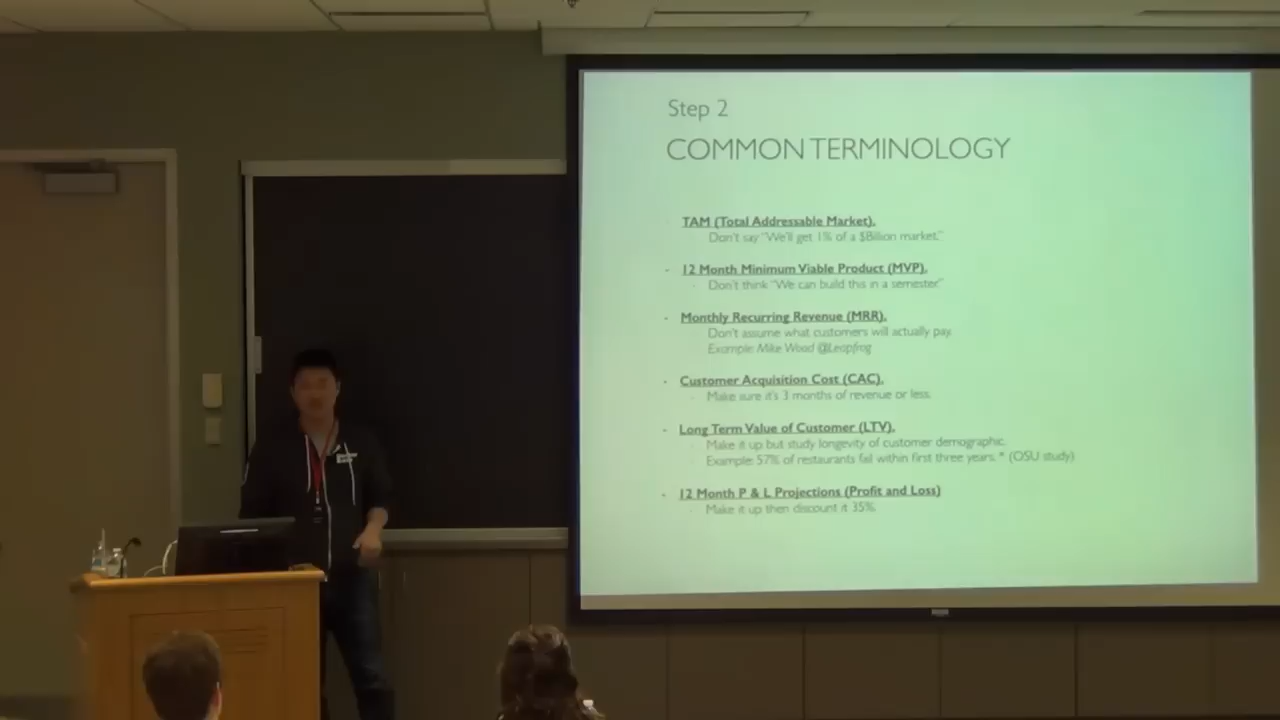 Step 2
COMMON TERMINOLOGY
TAM (Total Addressable Market).
Don't say "We'll get 1% of a $Billion market."
- 12 Month Minimum Viable Product (MVP).
- Don't think "We can build this in a semester"
- Monthly Recurring Revenue (MRR).
Don't assume what customers will actually pay.
Example: Mike Wood @Leapfrog
- Customer Acquisition Cost (CAC).
- Make sure it's 3 months of revenue or less.
- Long Term Value of Customer (LTV).
- Make it up but study longevity of customer demographic.
- Example: 57% of restaurants fail within first three years. * (OSU study)
- 12 Month P & L Projections (Profit and Loss)
- Make it up then discount it 35%.